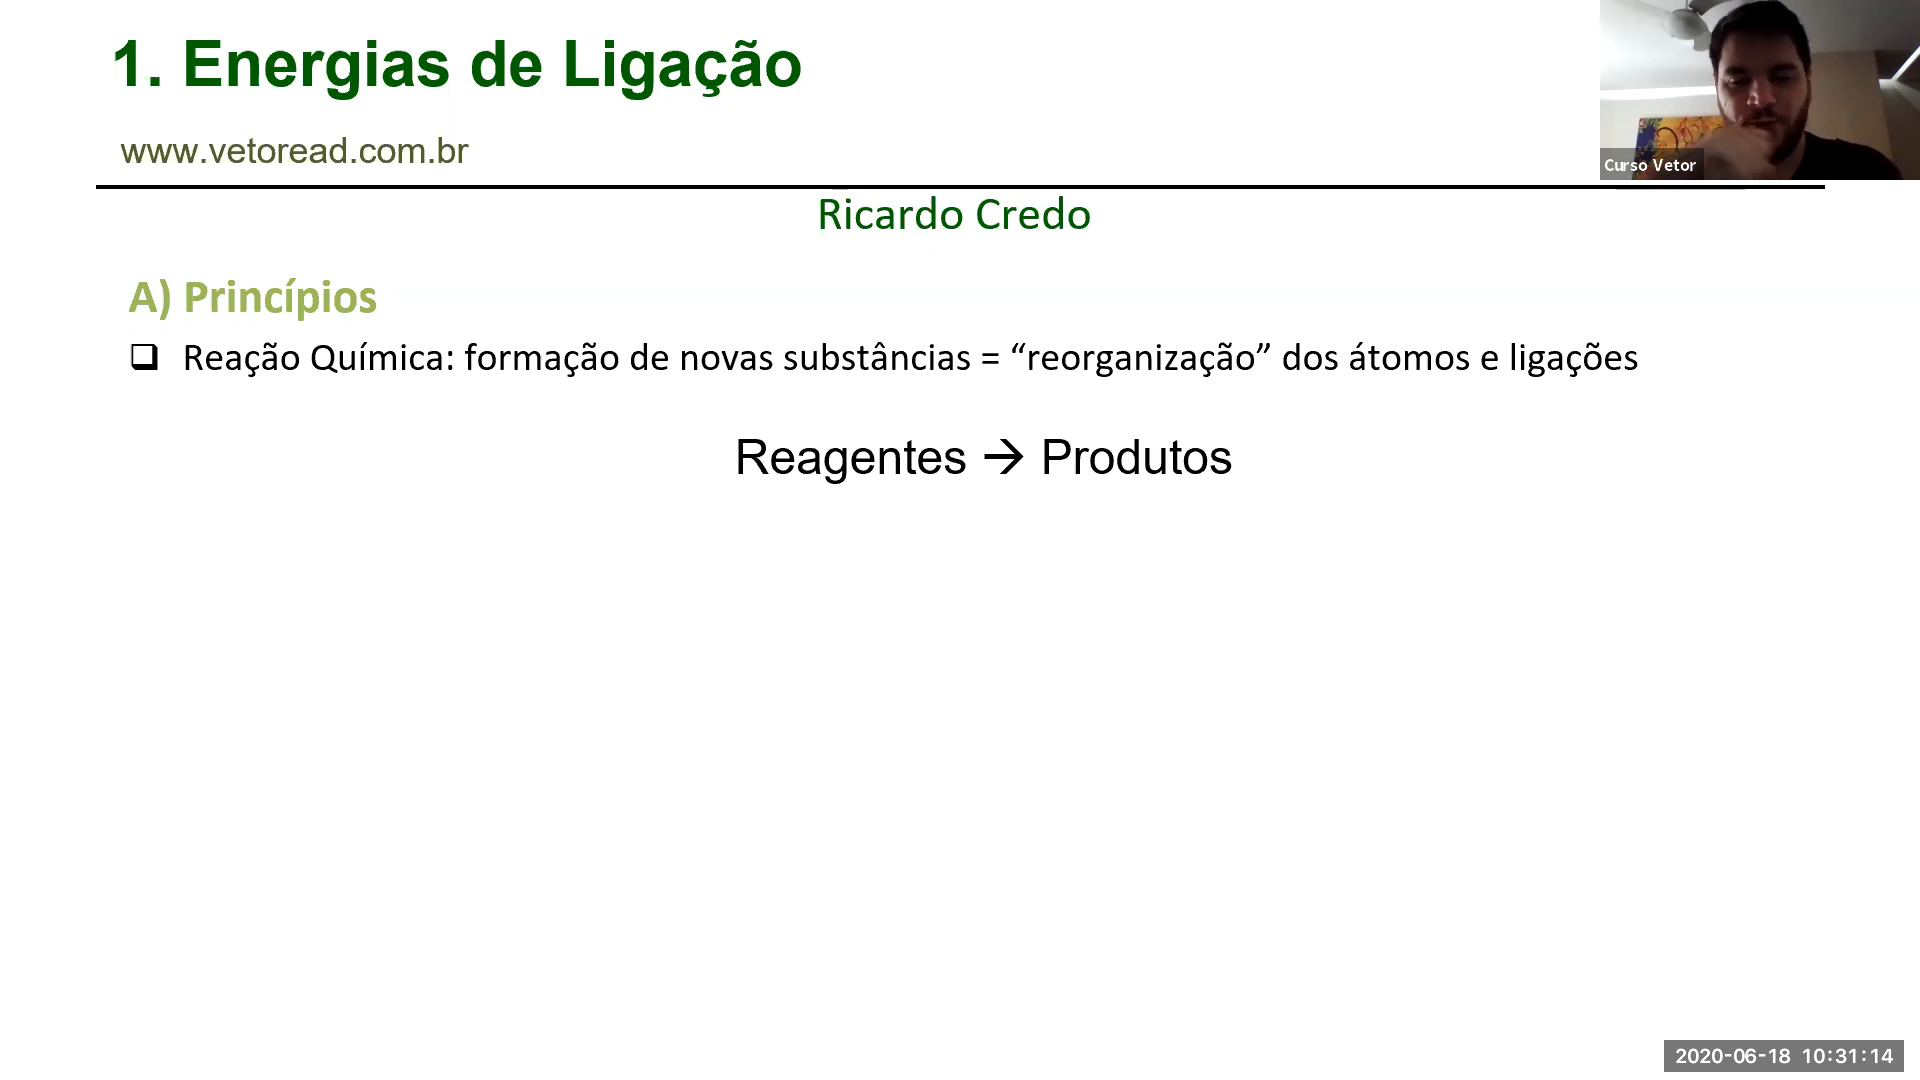 1. Energias de Ligação
www.vetoread.com.br
Curso Vetor
Ricardo Credo
A) Princípios
❑ Reação Química: formação de novas substâncias = “reorganização” dos átomos e ligações
Reagentes → Produtos
2020-06-18 10:31:14